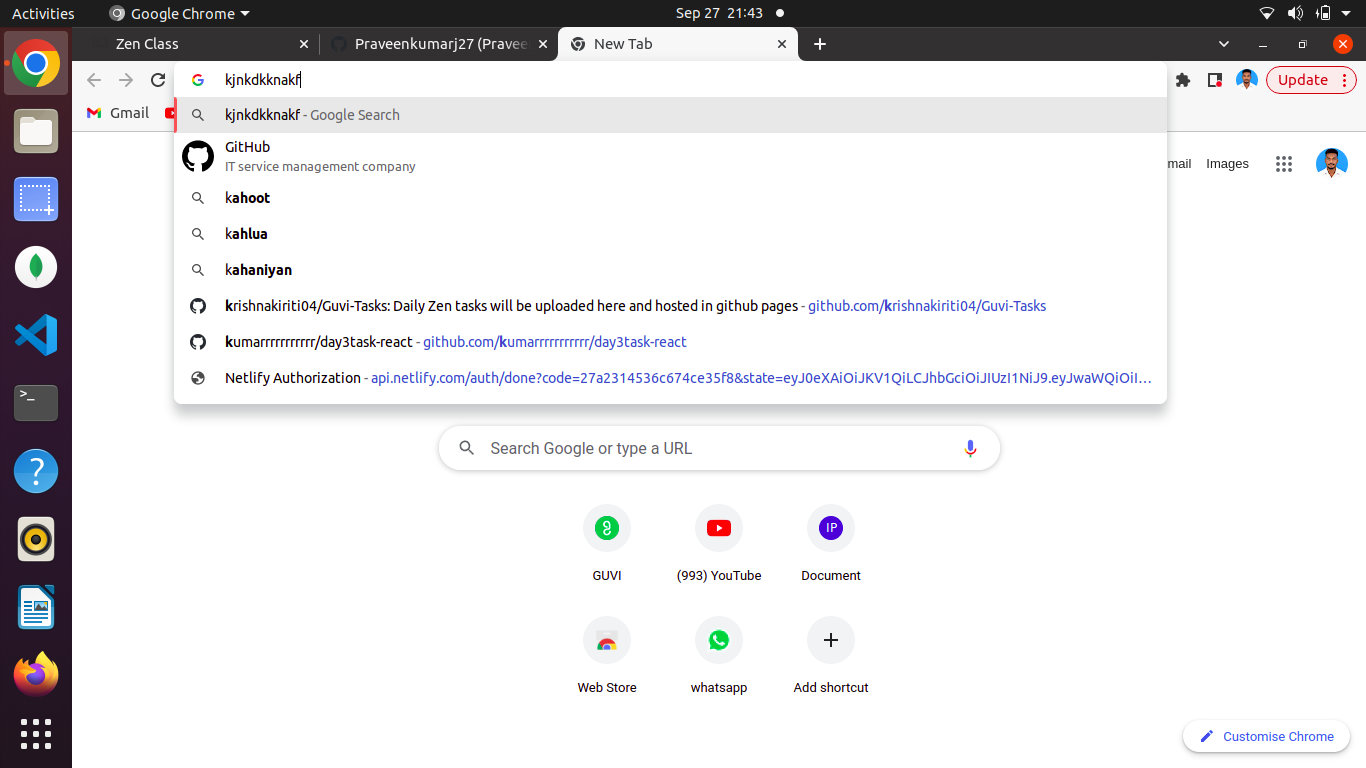 Activities Google Chrome Sep 27 21:43
Zen Class Praveenkumarj27 (Pravee New Tab
kjnkdkknakf Update
Gmail
kjnkdkknakf - Google Search
GitHub
IT service management company
mail Images
kahoot
kahlua
kahaniyan
krishnakiriti04/Guvi-Tasks: Daily Zen tasks will be uploaded here and hosted in github pages - github.com/krishnakiriti04/Guvi-Tasks
kumarrrrrrrrrrr/day3task-react - github.com/kumarrrrrrrrrrr/day3task-react
Netlify Authorization - api.netlify.com/auth/done?code=27a2314536c674ce35f8&state=eyJ0eXAiOiJKV1QiLCJhbGciOiJIUzI1NiJ9.eyJwaWQiOiI…
>_
Search Google or type a URL
?
IP
GUVI (993) YouTube Document
Web Store whatsapp Add shortcut
Customise Chrome